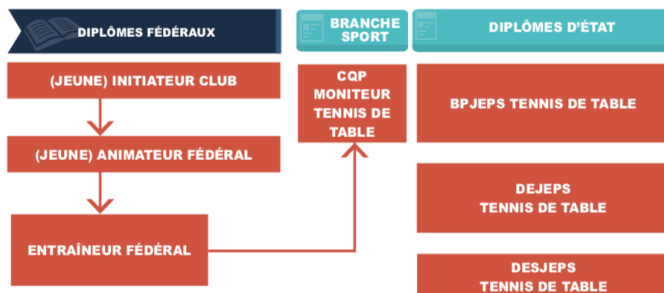 DIPLÔMES FÉDÉRAUX
(JEUNE) INITIATEUR CLUB
(JEUNE) ANIMATEUR FÉDÉRAL
ENTRAÎNEUR FÉDÉRAL
BRANCHE
SPORT
CQP
MONITEUR
TENNIS DE
TABLE
DIPLÔMES D'ÉTAT
BPJEPS TENNIS DE TABLE
DEJEPS
TENNIS DE TABLE
DESJEPS
TENNIS DE TABLE